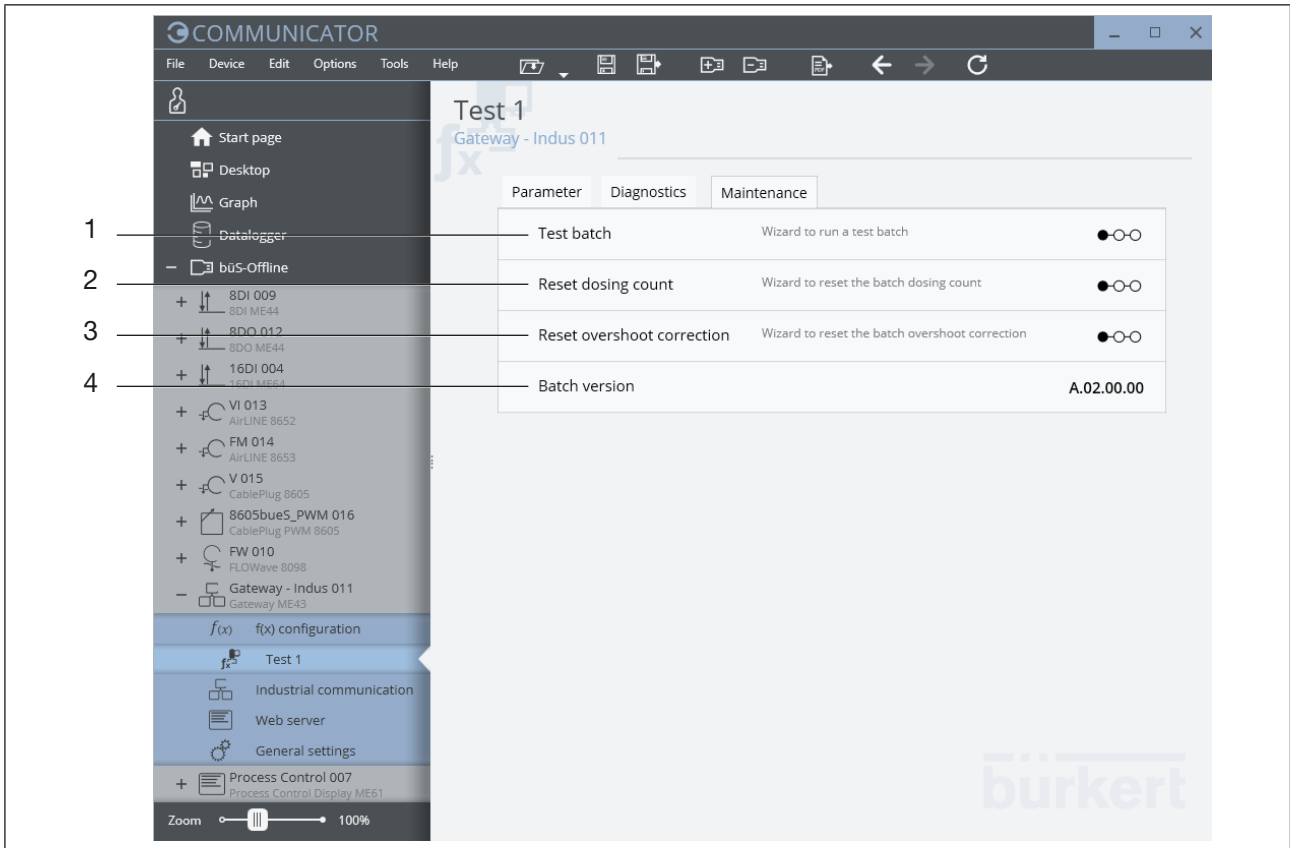 COMMUNICATOR
File Device Edit Options Tools Help
PDF
Start page
Desktop
Graph
Datalogger
büS-Offline
8DI 009
8DI ME44
8DO 012
8DO ME44
16DI 004
16DI ME64
VI 013
AirLINE 8652
FM 014
AirLINE 8653
V 015
CablePlug 8605
8605bueS_PWM 016
CablePlug PWM 8605
FW 010
FLOWave 8098
Gateway - Indus 011
Gateway ME43
f(x) f(x) configuration
Test 1
Industrial communication
Web server
General settings
Process Control 007
Process Control Display ME61
Zoom 100%
Test 1
Gateway - Indus 011
Parameter Diagnostics Maintenance
1 Test batch Wizard to run a test batch
2 Reset dosing count Wizard to reset the batch dosing count
3 Reset overshoot correction Wizard to reset the batch overshoot correction
4 Batch version A.02.00.00
bürkert